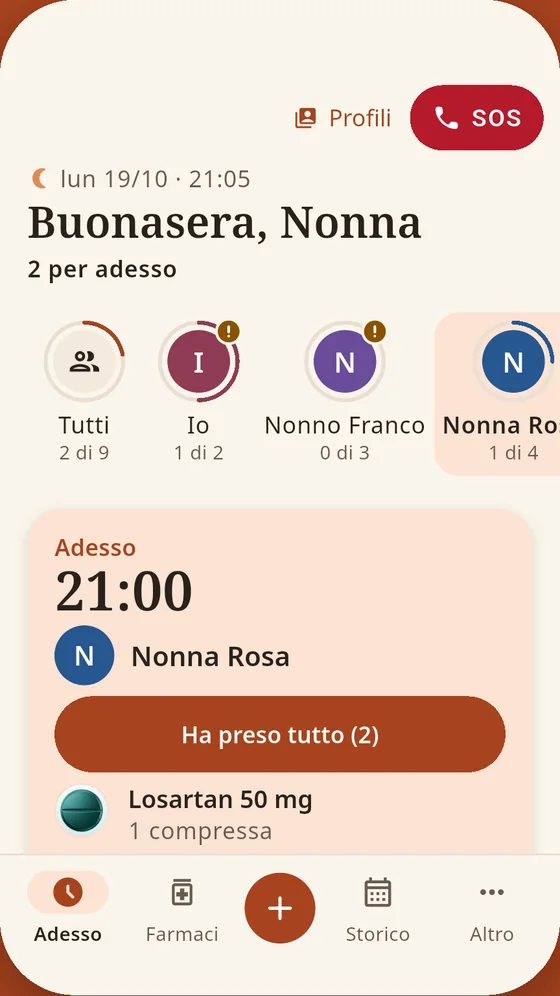 Profili
SOS
lun 19/10 · 21:05
Buonasera, Nonna
2 per adesso
I
N
N
Tutti
Io
Nonno Franco
Nonna Ro
2 di 9
1 di 2
0 di 3
1 di 4
Adesso
21:00
N
Nonna Rosa
Ha preso tutto (2)
Losartan 50 mg
1 compressa
Adesso
Farmaci
Storico
Altro